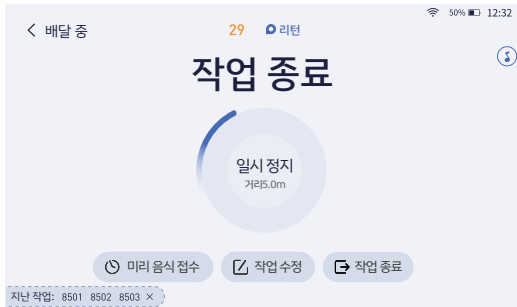 50% 12:32
배달 중
29 리턴
작업 종료
일시 정지
거리5.0m
미리 음식 접수 작업 수정 작업 종료
지난 작업: 8501 8502 8503 ×